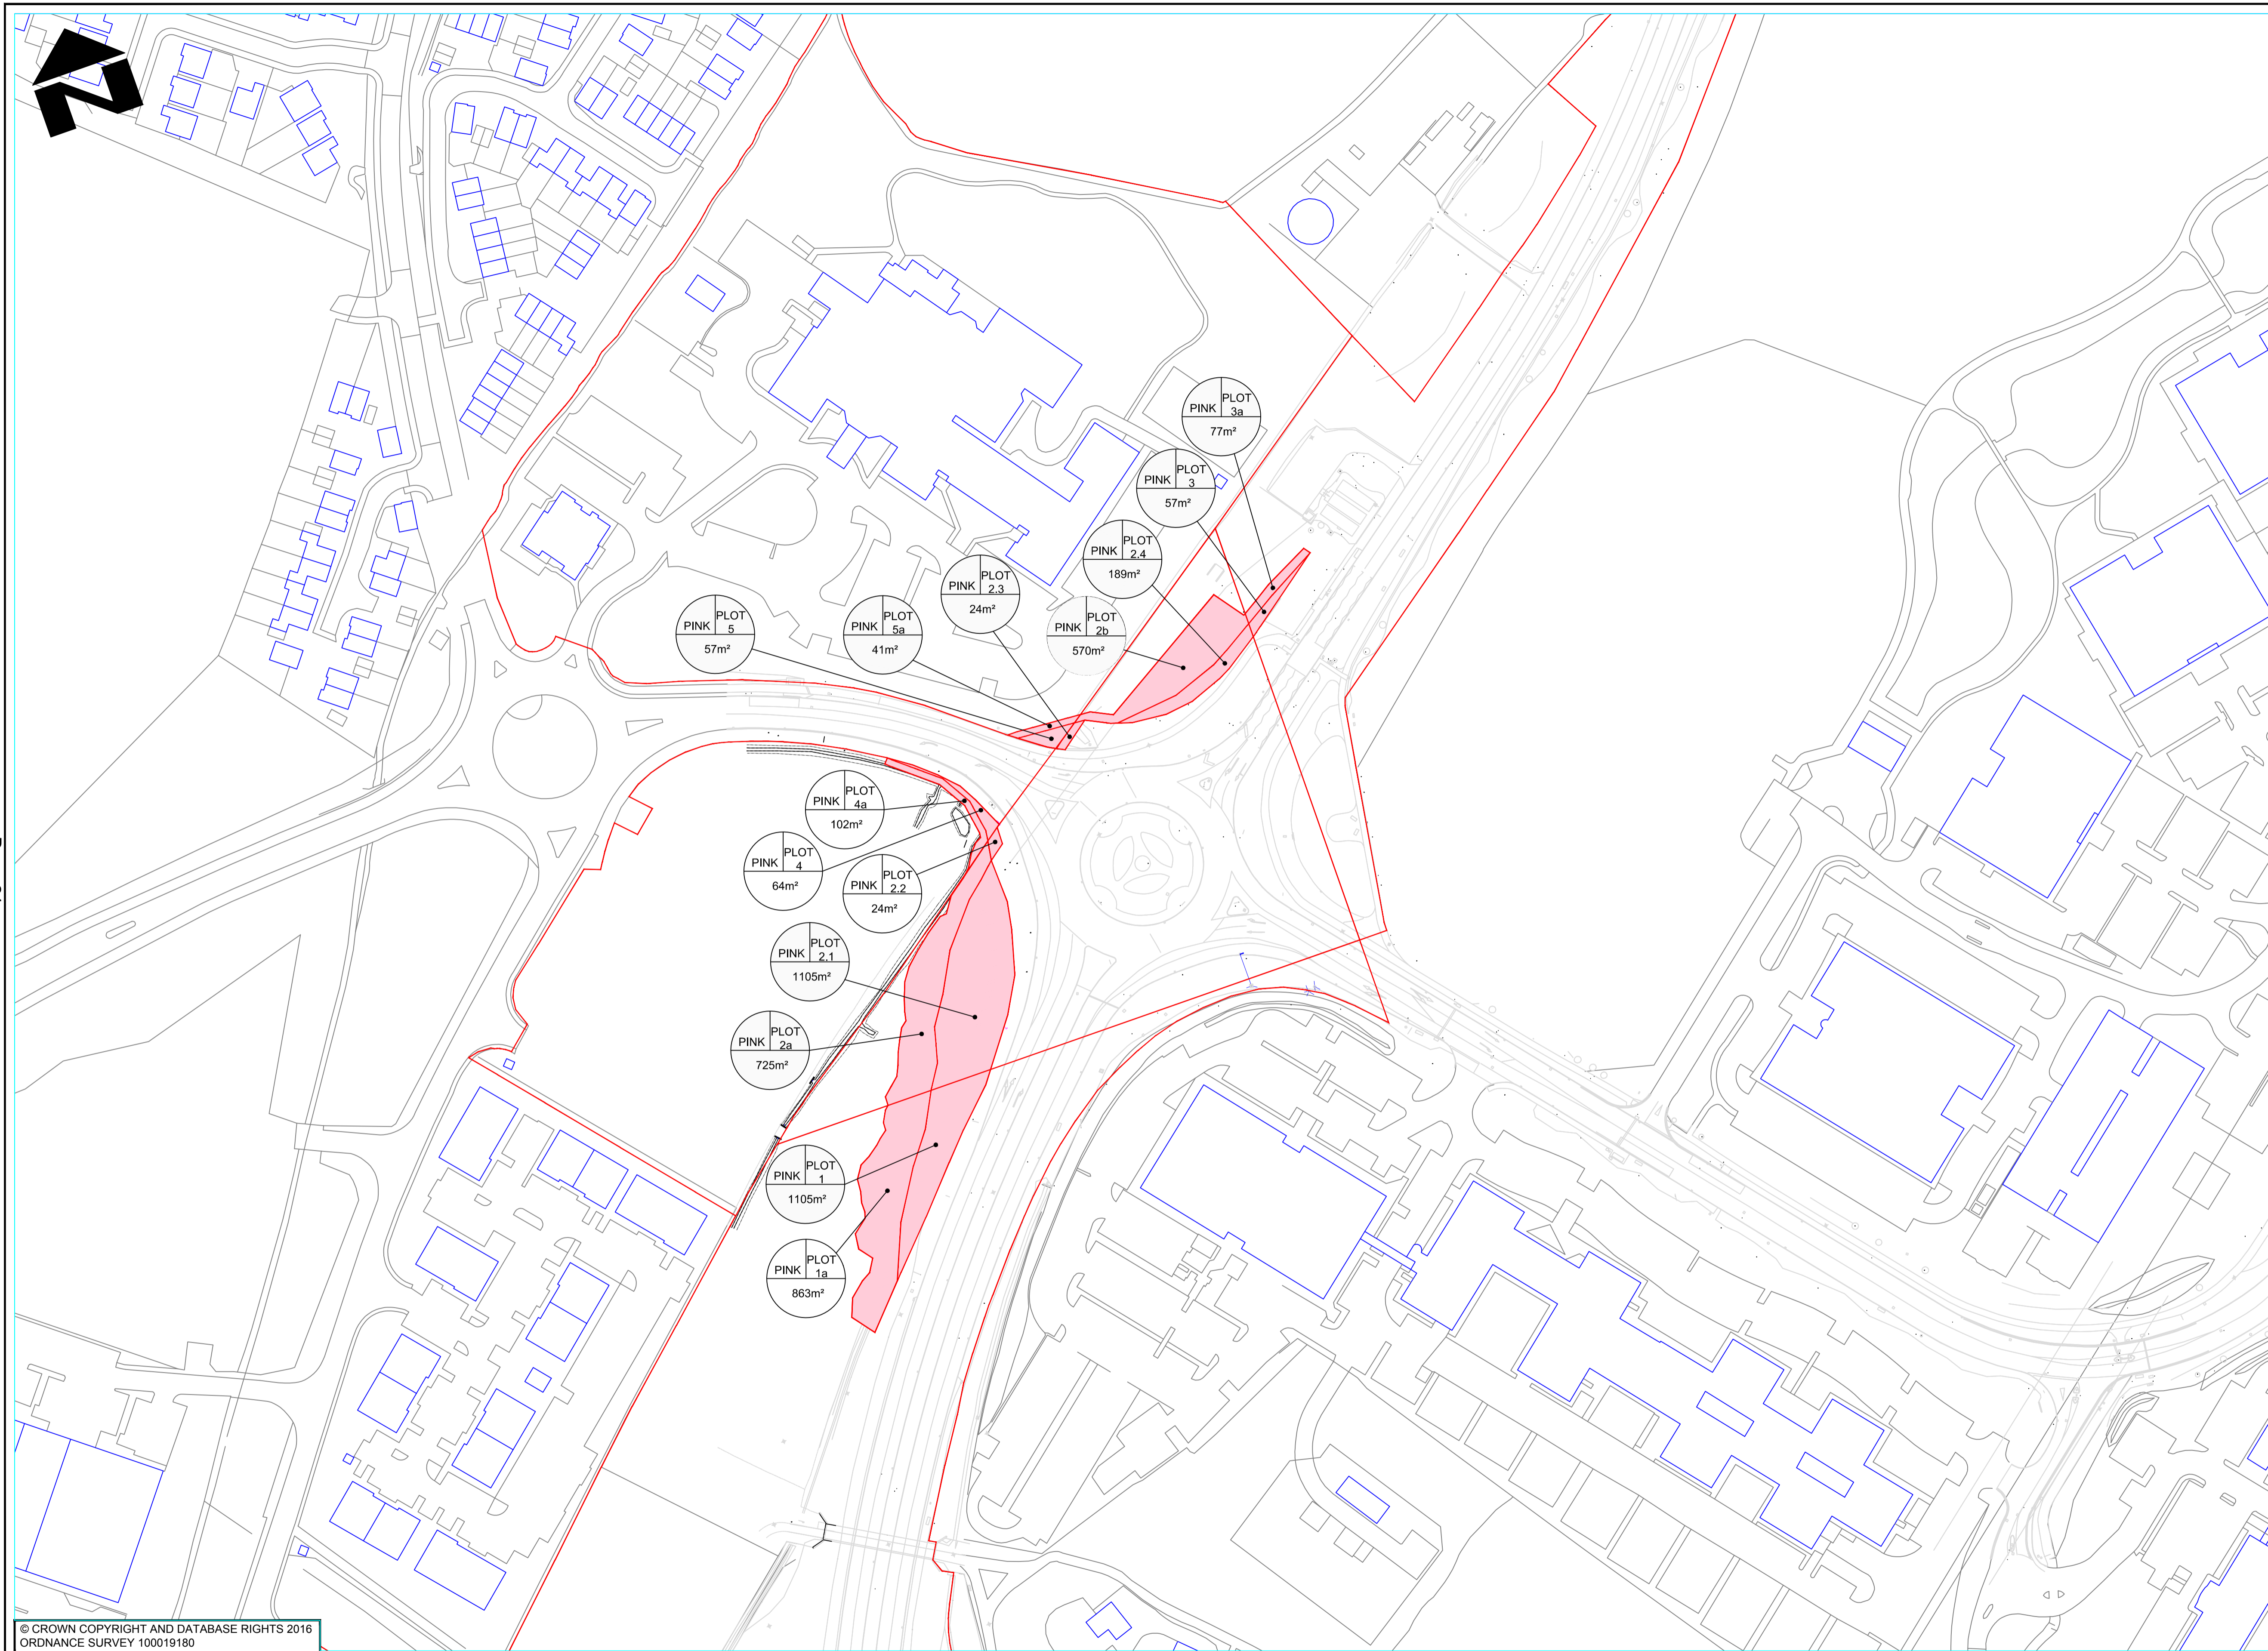 PINK PLOT 3a
77m²
PINK PLOT 3
57m²
PINK PLOT 2.4
189m²
PINK PLOT 2.3
24m²
PINK PLOT 2b
570m²
PINK PLOT 5
57m²
PINK PLOT 5a
41m²
PINK PLOT 4a
102m²
PINK PLOT 4
64m²
PINK PLOT 2.2
24m²
PINK PLOT 2.1
1105m²
PINK PLOT 2a
725m²
PINK PLOT 1
1105m²
PINK PLOT 1a
863m²
© CROWN COPYRIGHT AND DATABASE RIGHTS 2016
ORDNANCE SURVEY 100019180